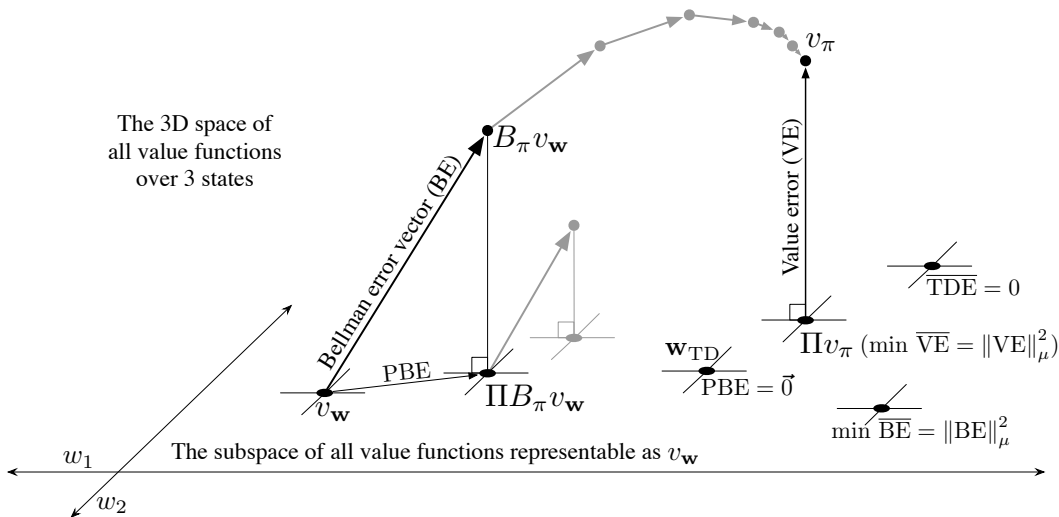 v_π
The 3D space of
all value functions
over 3 states
B_π v_w
Bellman error vector (BE)
Value error (VE)
TDE‾ = 0
Πv_π (min VE‾ = ‖VE‖²_μ)
w_TD
PBE = 0⃗
PBE
v_w
ΠB_π v_w
min BE‾ = ‖BE‖²_μ
The subspace of all value functions representable as v_w
w₁
w₂